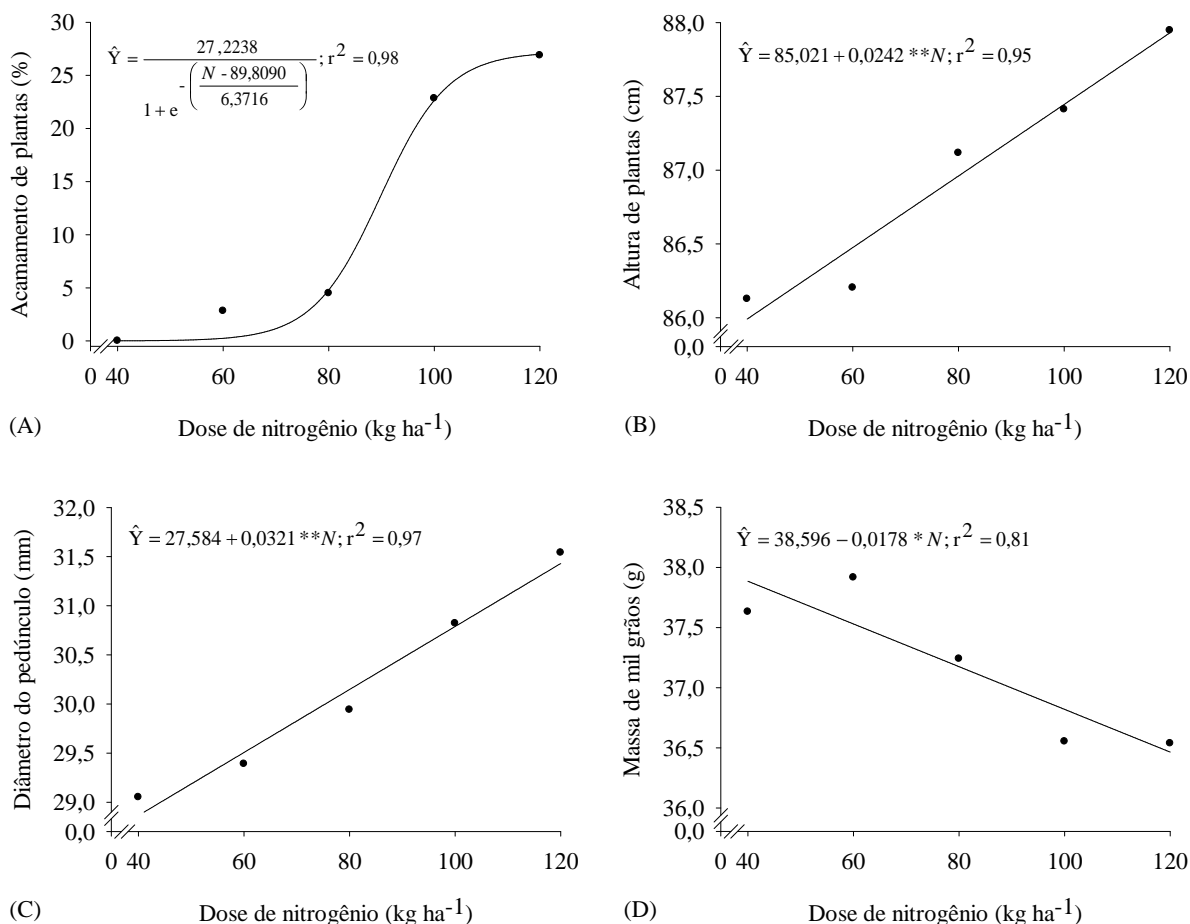 30
25
20
15
10
5
0
0 40 60 80 100 120
Acamamento de plantas (%)
Ŷ = 27,2238 / 1 + e -(N - 89,8090 / 6,3716) ; r² = 0,98
(A) Dose de nitrogênio (kg ha-1)
88,0
87,5
87,0
86,5
86,0
0,0
0 40 60 80 100 120
Altura de plantas (cm)
Ŷ = 85,021 + 0,0242 **N; r² = 0,95
(B) Dose de nitrogênio (kg ha-1)
32,0
31,5
31,0
30,5
30,0
29,5
29,0
0,0
0 40 60 80 100 120
Diâmetro do pedúnculo (mm)
Ŷ = 27,584 + 0,0321 **N; r² = 0,97
(C) Dose de nitrogênio (kg ha-1)
38,5
38,0
37,5
37,0
36,5
36,0
0,0
0 40 60 80 100 120
Massa de mil grãos (g)
Ŷ = 38,596 − 0,0178 * N; r² = 0,81
(D) Dose de nitrogênio (kg ha-1)